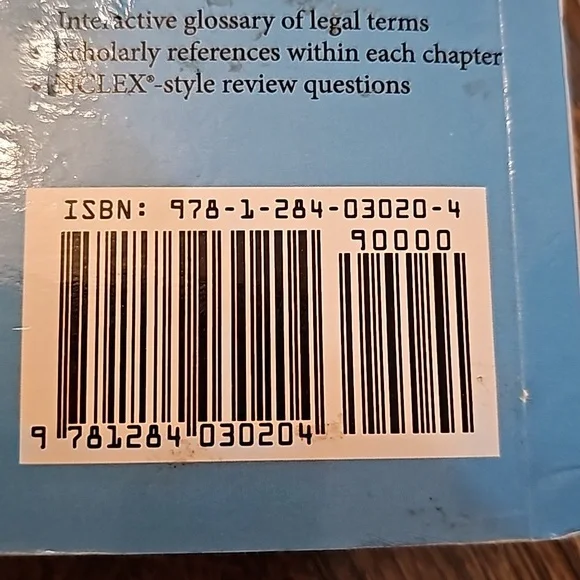 Interactive glossary of legal terms
• Scholarly references within each chapter
• NCLEX®-style review questions
ISBN: 978-1-284-03020-4
90000
9 781284 030204